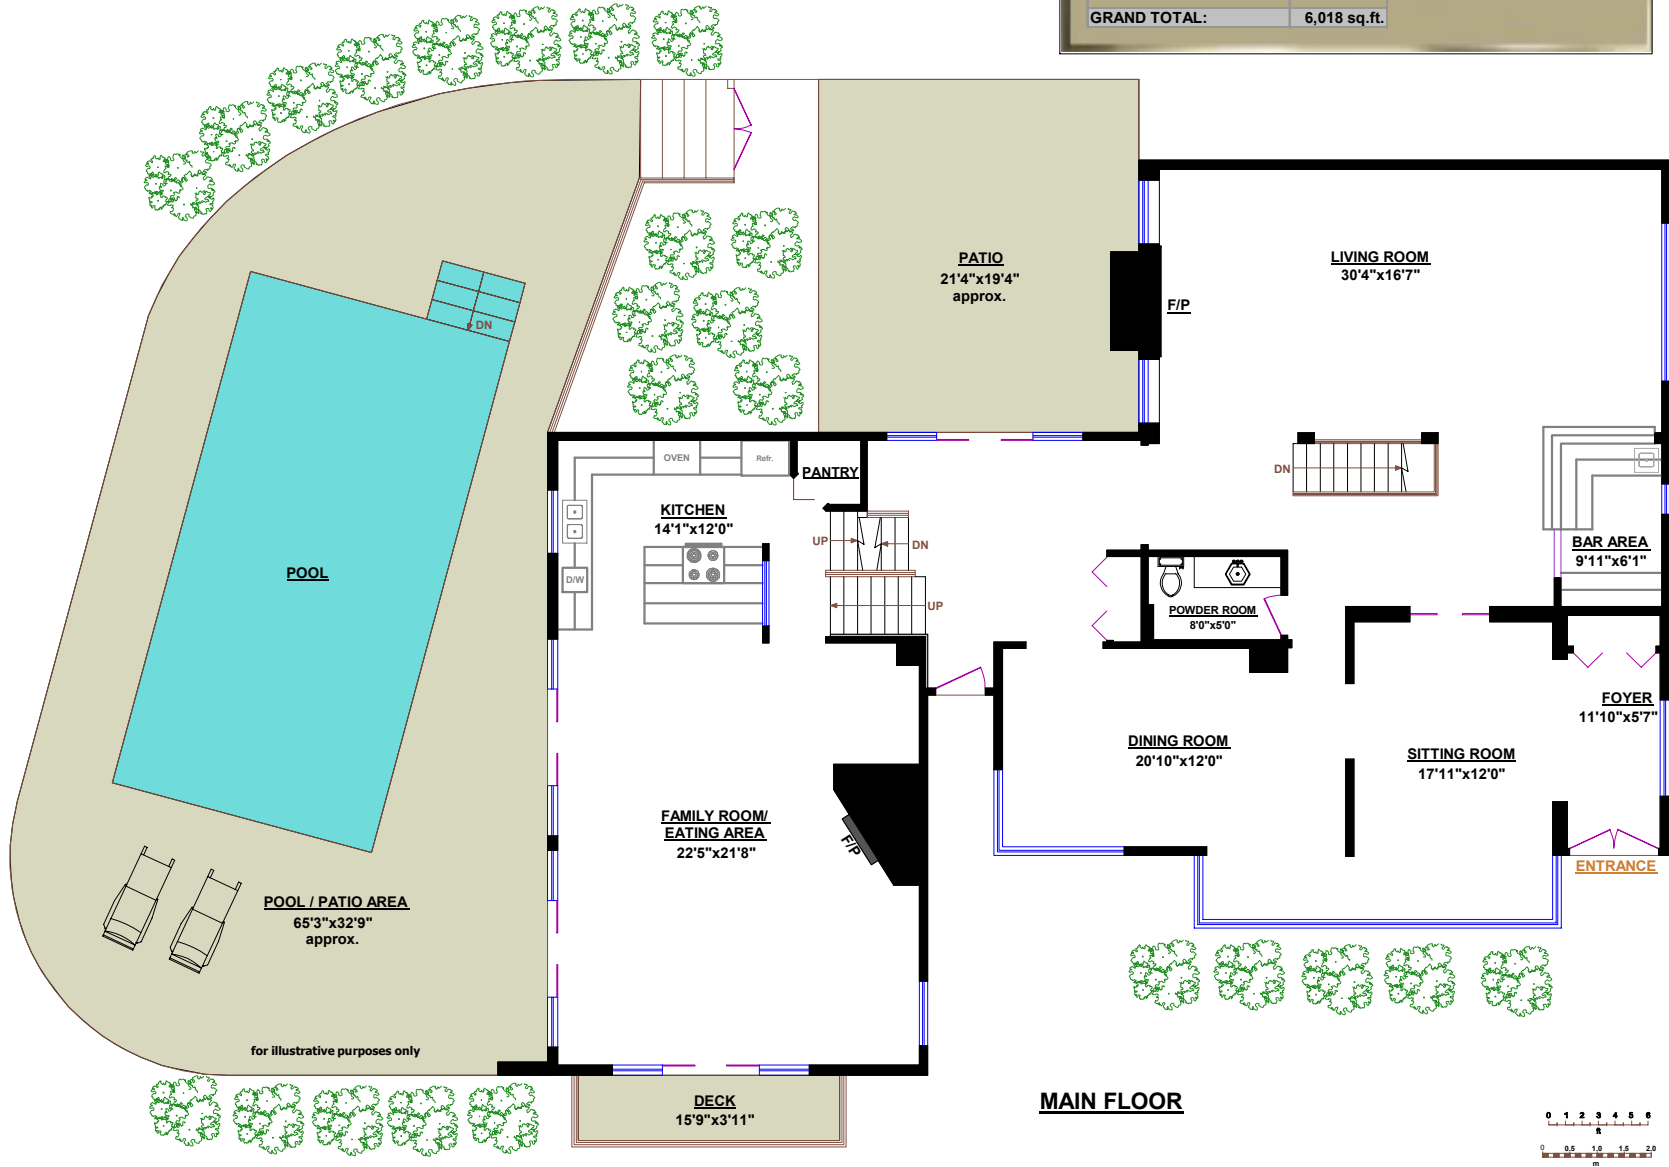 GRAND TOTAL: 6,018 sq.ft.
PATIO
21'4"x19'4"
approx.
LIVING ROOM
30'4"x16'7"
F/P
DN
DN
OVEN
Refr.
PANTRY
KITCHEN
14'1"x12'0"
UP
DN
D/W
UP
BAR AREA
9'11"x6'1"
POWDER ROOM
8'0"x5'0"
POOL
FOYER
11'10"x5'7"
DINING ROOM
20'10"x12'0"
SITTING ROOM
17'11"x12'0"
FAMILY ROOM/
EATING AREA
22'5"x21'8"
F/P
ENTRANCE
POOL / PATIO AREA
65'3"x32'9"
approx.
for illustrative purposes only
DECK
15'9"x3'11"
MAIN FLOOR
0 1 2 3 4 5 6
ft
0 0.5 1.0 1.5 2.0
m